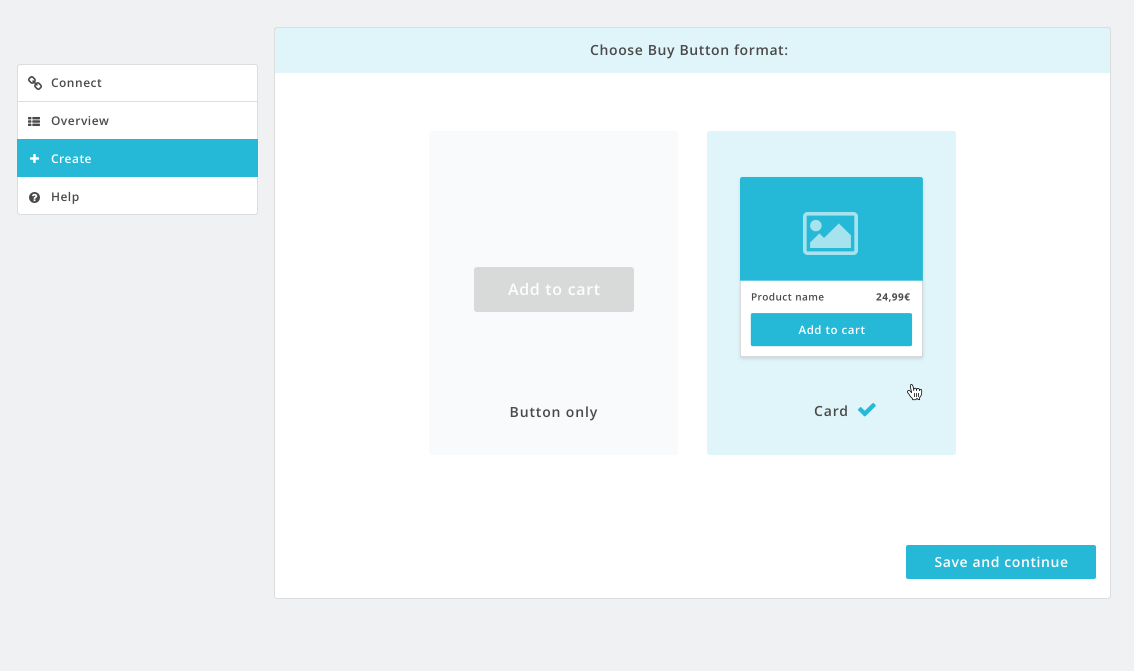 Choose Buy Button format:
Connect
Overview
Create
Help
Add to cart
Button only
Product name 24,99€
Add to cart
Card
Save and continue